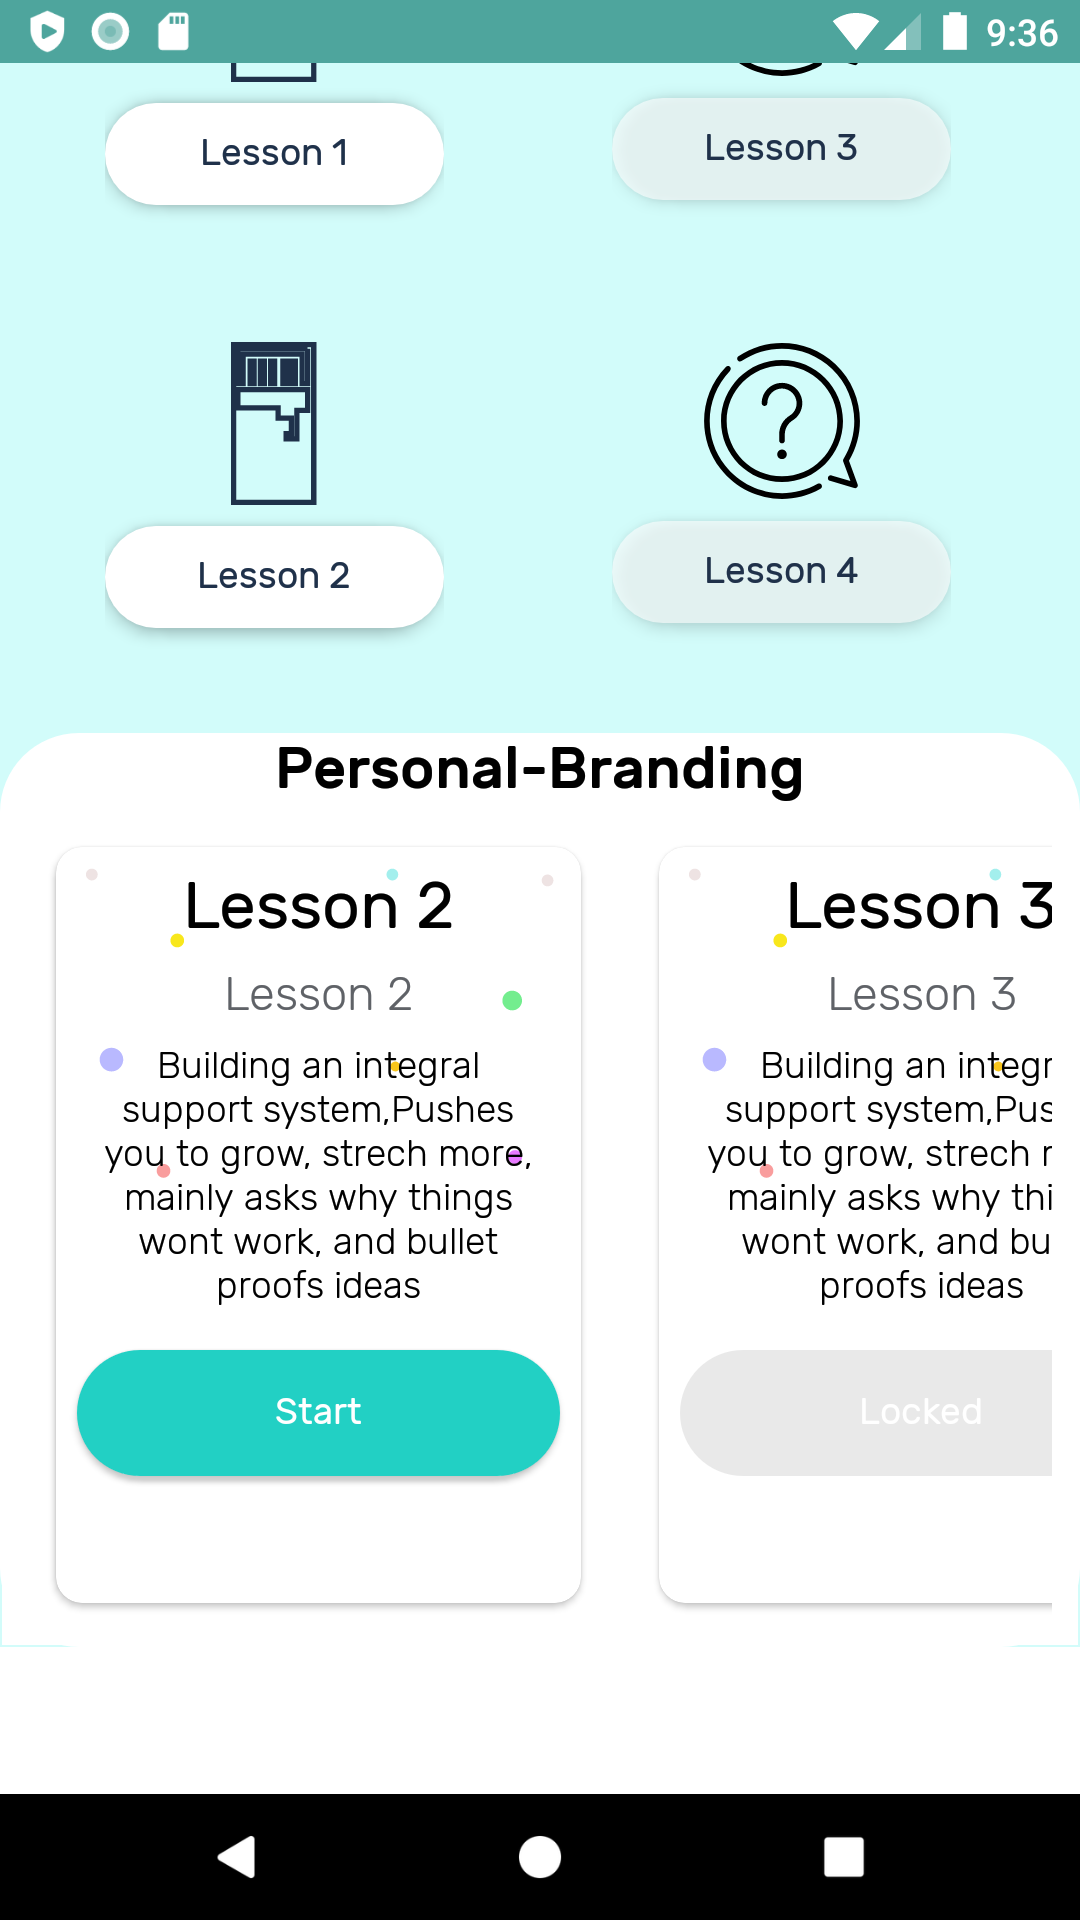 9:36
Lesson 1
Lesson 3
Lesson 2
Lesson 4
Personal-Branding
Lesson 2
Lesson 2
Building an integral
support system,Pushes
you to grow, strech more,
mainly asks why things
wont work, and bullet
proofs ideas
Start
Lesson 3
Lesson 3
Building an integr
support system,Pus
you to grow, strech r
mainly asks why thi
wont work, and bu
proofs ideas
Locked